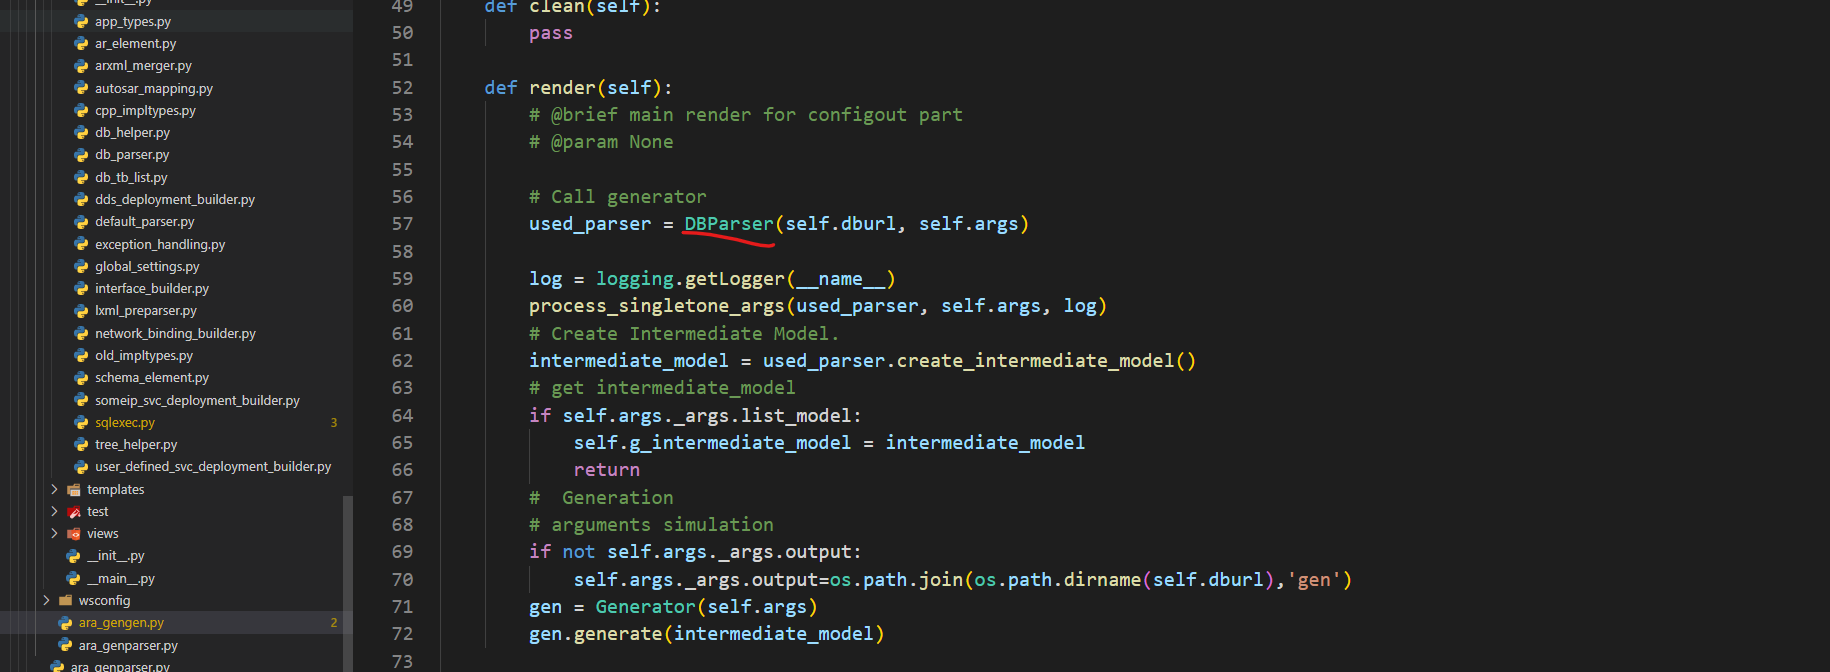 __init__.py
app_types.py
ar_element.py
arxml_merger.py
autosar_mapping.py
cpp_impltypes.py
db_helper.py
db_parser.py
db_tb_list.py
dds_deployment_builder.py
default_parser.py
exception_handling.py
global_settings.py
interface_builder.py
lxml_preparser.py
network_binding_builder.py
old_impltypes.py
schema_element.py
someip_svc_deployment_builder.py
sqlexec.py 3
tree_helper.py
user_defined_svc_deployment_builder.py
templates
test
views
__init__.py
__main__.py
wsconfig
ara_gengen.py 2
ara_genparser.py
ara_genparser.py
49 def clean(self):
50 pass
51
52 def render(self):
53 # @brief main render for configout part
54 # @param None
55
56 # Call generator
57 used_parser = DBParser(self.dburl, self.args)
58
59 log = logging.getLogger(__name__)
60 process_singletone_args(used_parser, self.args, log)
61 # Create Intermediate Model.
62 intermediate_model = used_parser.create_intermediate_model()
63 # get intermediate_model
64 if self.args._args.list_model:
65 self.g_intermediate_model = intermediate_model
66 return
67 #  Generation
68 # arguments simulation
69 if not self.args._args.output:
70 self.args._args.output=os.path.join(os.path.dirname(self.dburl),'gen')
71 gen = Generator(self.args)
72 gen.generate(intermediate_model)
73